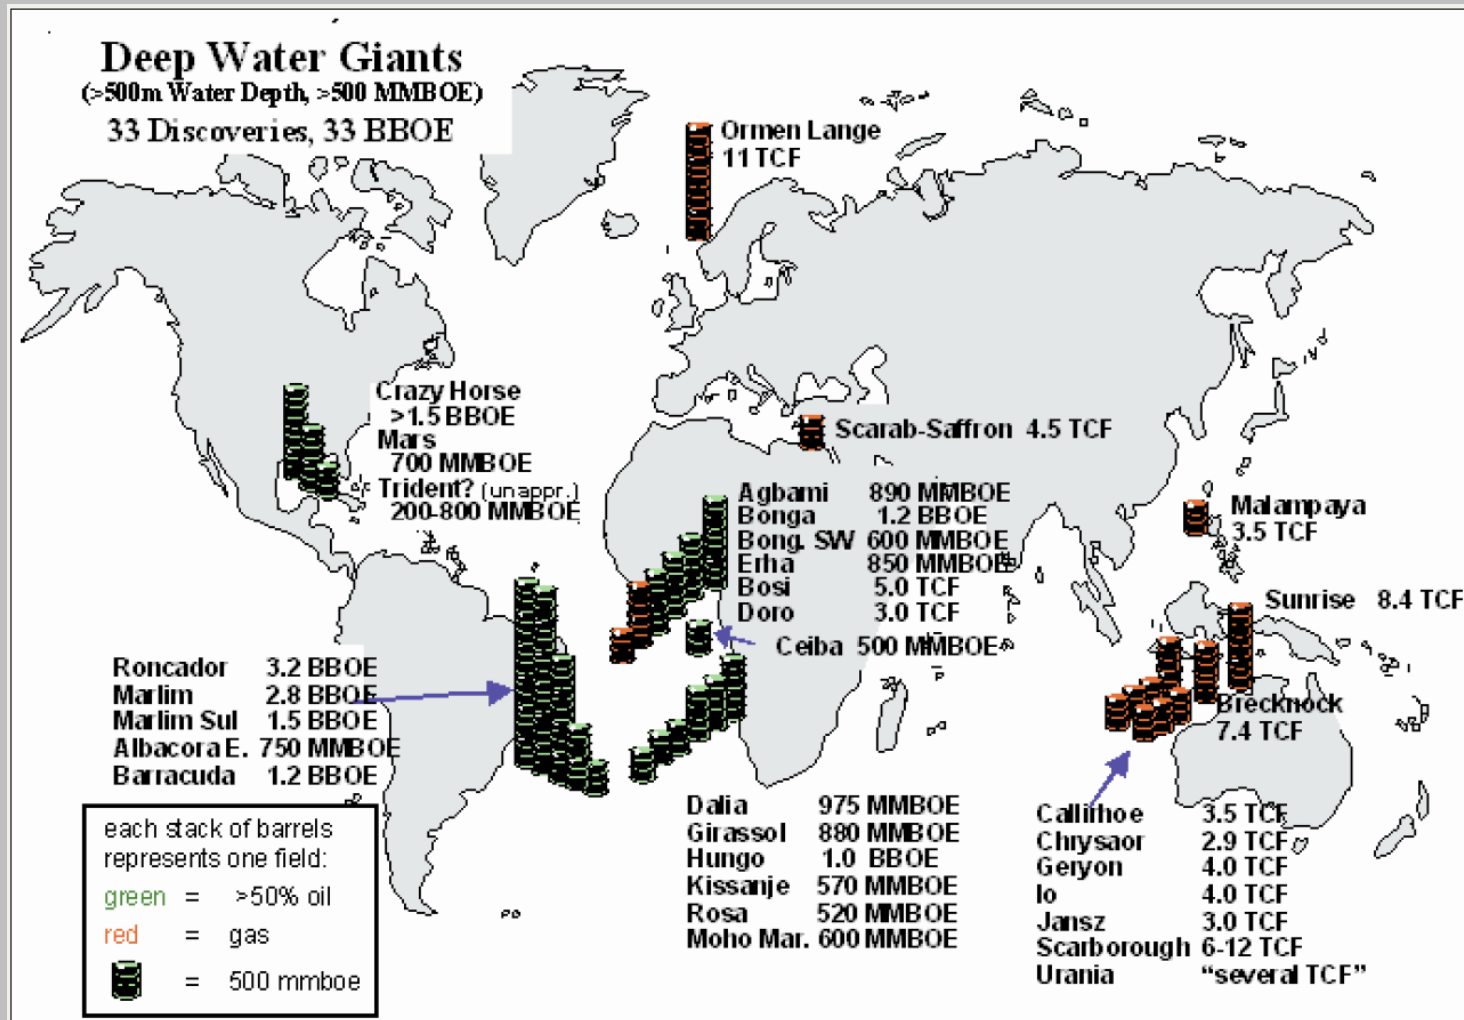 Deep Water Giants
(>500m Water Depth, >500 MMBOE)
33 Discoveries, 33 BBOE
Ormen Lange
11 TCF
Crazy Horse
>1.5 BBOE
Mars
700 MMBOE
Trident? (unappr.)
200-800 MMBOE
Scarab-Saffron 4.5 TCF
Agbami 890 MMBOE
Bonga 1.2 BBOE
Bong. SW 600 MMBOE
Erha 850 MMBOE
Bosi 5.0 TCF
Doro 3.0 TCF
Ceiba 500 MMBOE
Malampaya
3.5 TCF
Sunrise 8.4 TCF
Brecknock
7.4 TCF
Roncador 3.2 BBOE
Marlim 2.8 BBOE
Marlim Sul 1.5 BBOE
Albacora E. 750 MMBOE
Barracuda 1.2 BBOE
Dalia 975 MMBOE
Girassol 880 MMBOE
Hungo 1.0 BBOE
Kissanje 570 MMBOE
Rosa 520 MMBOE
Moho Mar. 600 MMBOE
Callirhoe 3.5 TCF
Chrysaor 2.9 TCF
Geryon 4.0 TCF
Io 4.0 TCF
Jansz 3.0 TCF
Scarborough 6-12 TCF
Urania "several TCF"
each stack of barrels
represents one field:
green = >50% oil
red = gas
= 500 mmboe